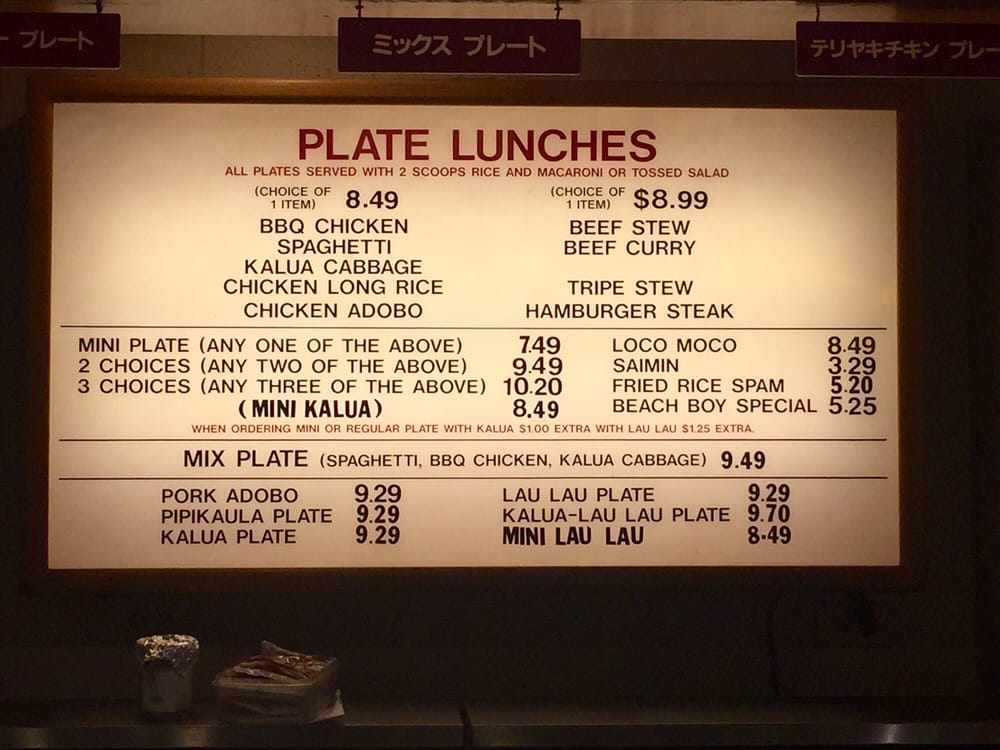 ー プレート
ミックス プレート
テリヤキチキン プレー
PLATE LUNCHES
ALL PLATES SERVED WITH 2 SCOOPS RICE AND MACARONI OR TOSSED SALAD
(CHOICE OF 1 ITEM) 8.49
BBQ CHICKEN
SPAGHETTI
KALUA CABBAGE
CHICKEN LONG RICE
CHICKEN ADOBO
(CHOICE OF 1 ITEM) $8.99
BEEF STEW
BEEF CURRY
TRIPE STEW
HAMBURGER STEAK
MINI PLATE (ANY ONE OF THE ABOVE) 7.49
2 CHOICES (ANY TWO OF THE ABOVE) 9.49
3 CHOICES (ANY THREE OF THE ABOVE) 10.20
(MINI KALUA) 8.49
LOCO MOCO 8.49
SAIMIN 3.29
FRIED RICE SPAM 5.20
BEACH BOY SPECIAL 5.25
WHEN ORDERING MINI OR REGULAR PLATE WITH KALUA $1.00 EXTRA WITH LAU LAU $1.25 EXTRA.
MIX PLATE (SPAGHETTI, BBQ CHICKEN, KALUA CABBAGE) 9.49
PORK ADOBO 9.29
PIPIKAULA PLATE 9.29
KALUA PLATE 9.29
LAU LAU PLATE 9.29
KALUA-LAU LAU PLATE 9.70
MINI LAU LAU 8.49